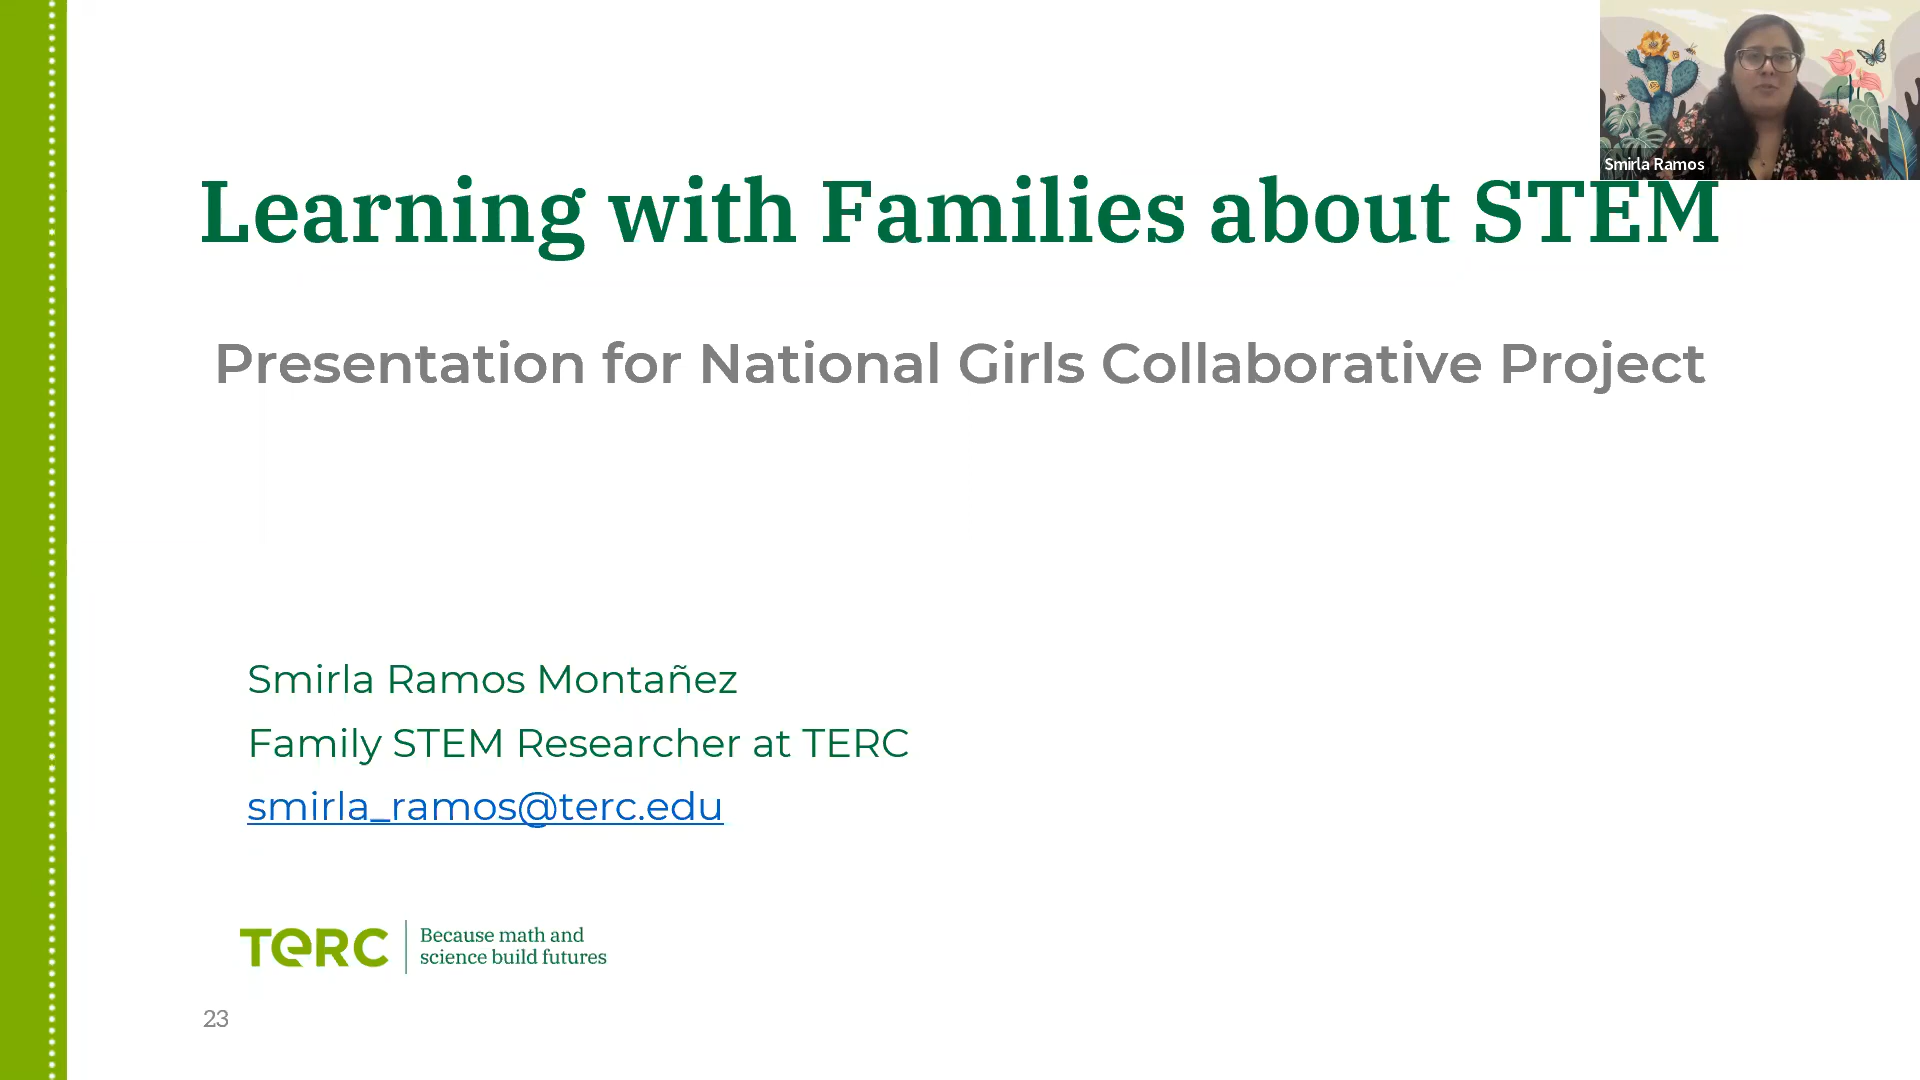 Smirla Ramos
Learning with Families about STEM
Presentation for National Girls Collaborative Project
Smirla Ramos Montañez
Family STEM Researcher at TERC
smirla_ramos@terc.edu
TERC
Because math and
science build futures
23